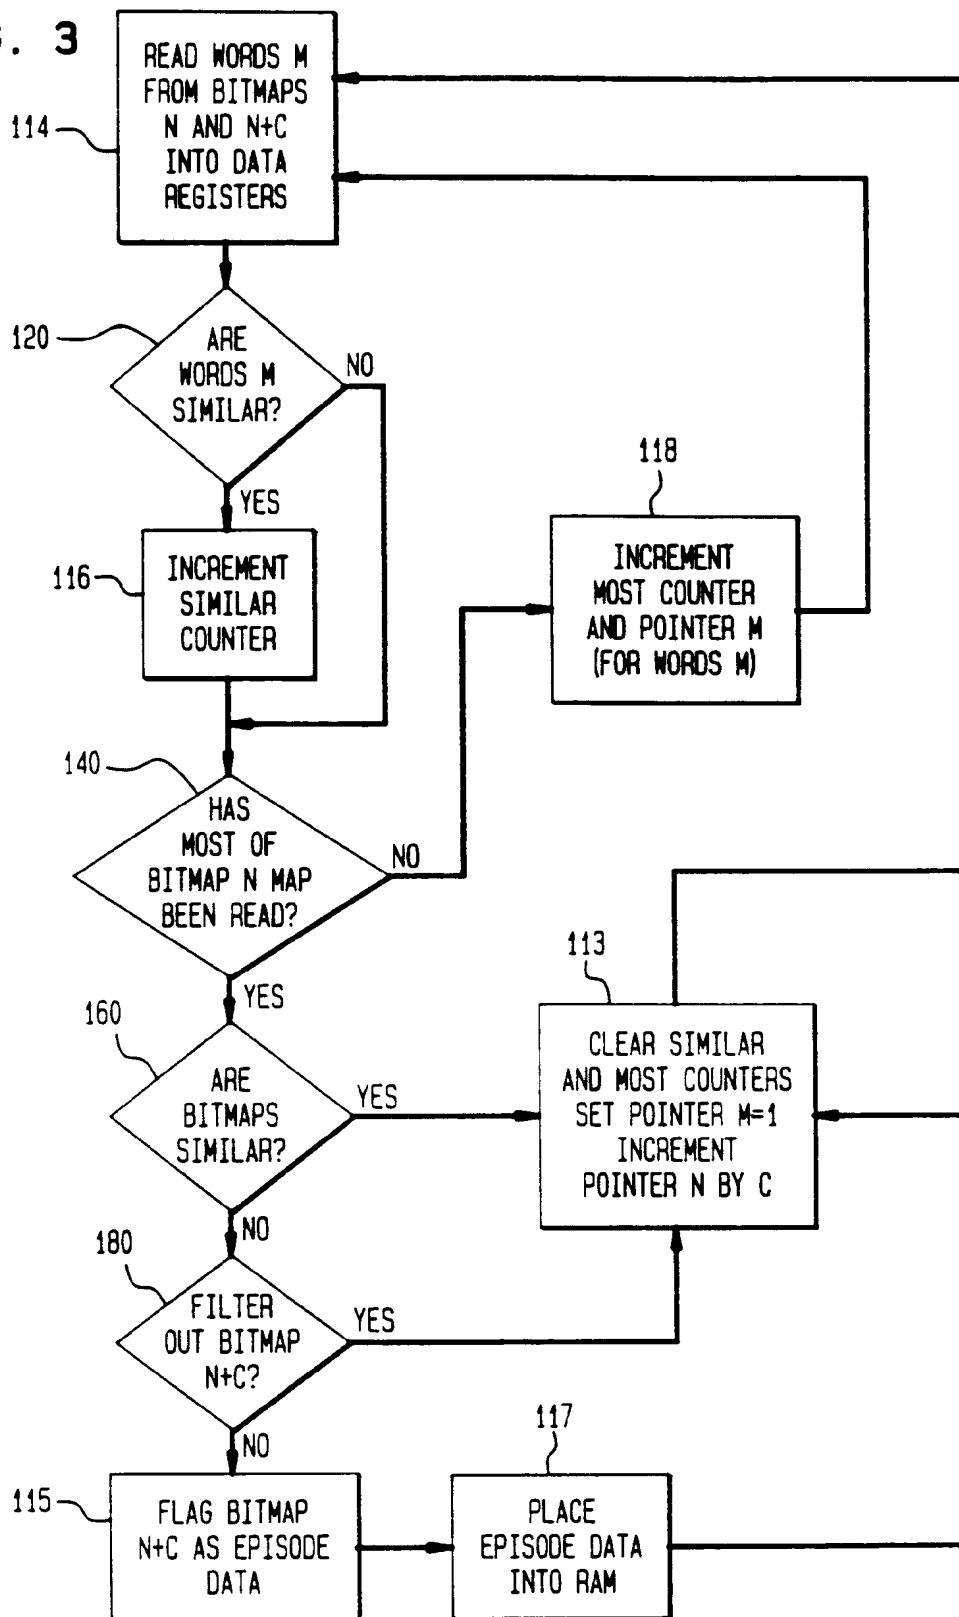 . 3
READ WORDS M
FROM BITMAPS
N AND N+C
INTO DATA
REGISTERS
114
120
ARE
WORDS M
SIMILAR?
NO
YES
118
116
INCREMENT
SIMILAR
COUNTER
INCREMENT
MOST COUNTER
AND POINTER M
(FOR WORDS M)
140
HAS
MOST OF
BITMAP N MAP
BEEN READ?
NO
YES
113
160
ARE
BITMAPS
SIMILAR?
YES
NO
CLEAR SIMILAR
AND MOST COUNTERS
SET POINTER M=1
INCREMENT
POINTER N BY C
180
FILTER
OUT BITMAP
N+C?
YES
NO
117
115
FLAG BITMAP
N+C AS EPISODE
DATA
PLACE
EPISODE DATA
INTO RAM